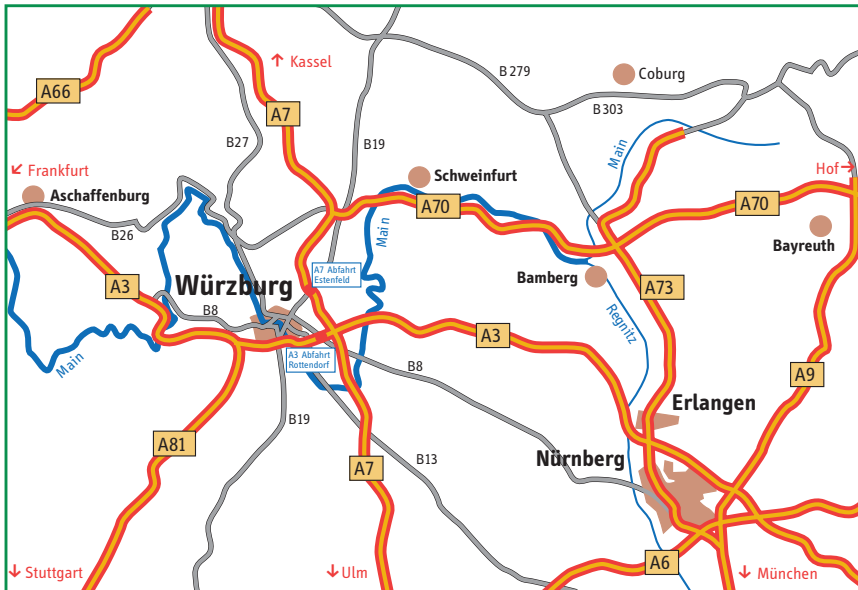 ↑ Kassel
B 279
Coburg
A66
A7
B303
B27
B19
Main
↙ Frankfurt
Schweinfurt
Hof→
Aschaffenburg
A70
A70
B26
Main
Bayreuth
A7 Abfahrt
Estenfeld
Bamberg
A3
Würzburg
A73
B8
Regnitz
A3
A3 Abfahrt
Rottendorf
Main
B8
A9
Erlangen
B19
A81
Nürnberg
A7
B13
A6
↓ Stuttgart
↓ Ulm
↓ München